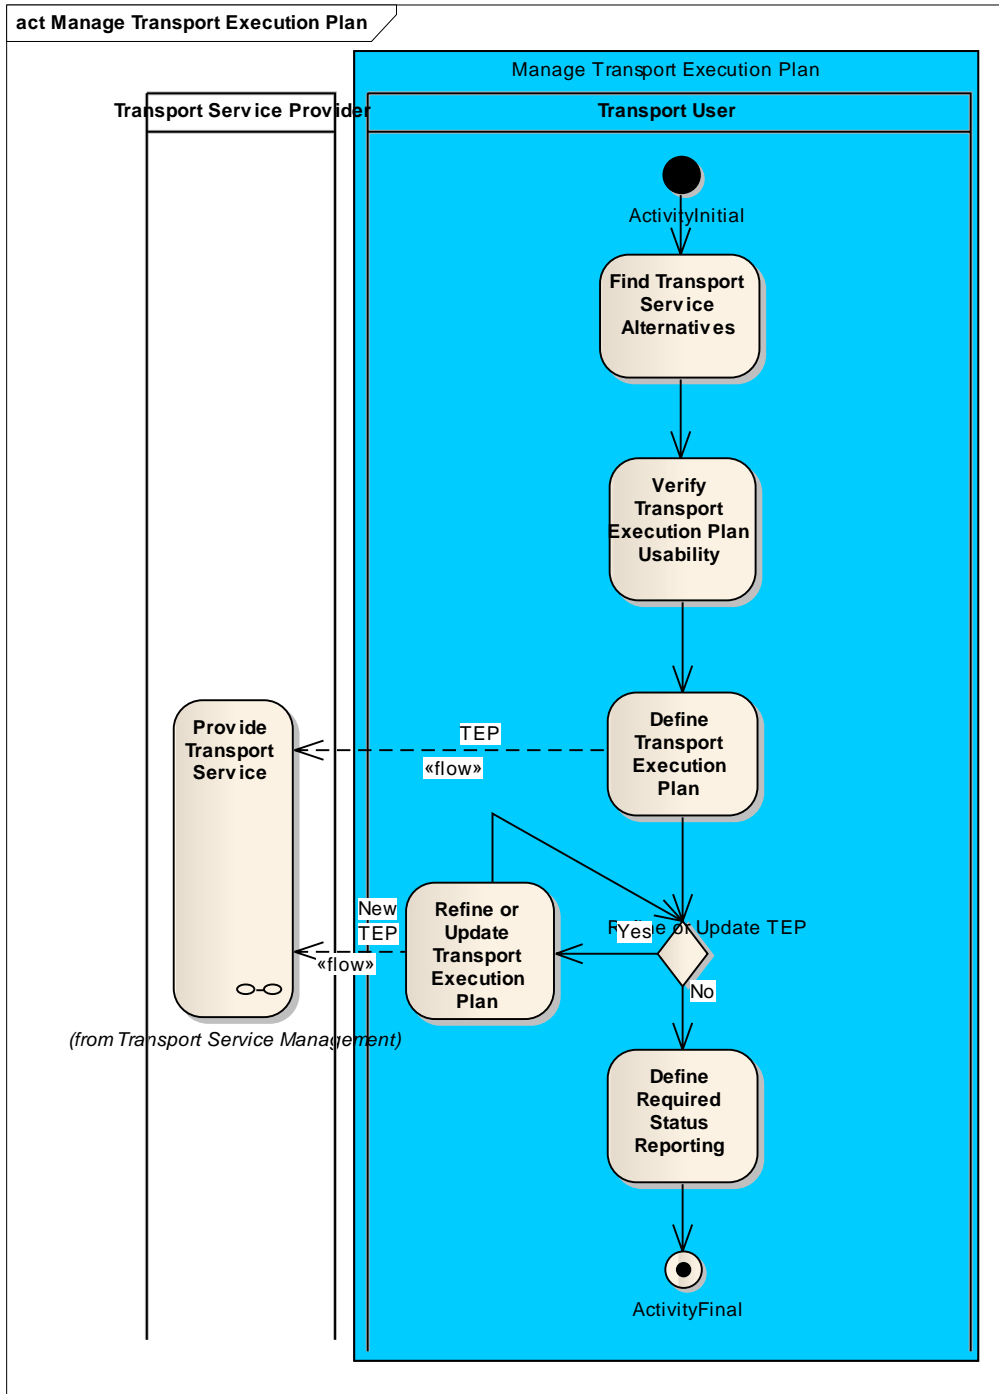 act Manage Transport Execution Plan
Manage Transport Execution Plan
Transport Service Provider
Transport User
ActivityInitial
Find Transport
Service
Alternatives
Verify
Transport
Execution Plan
Usability
Define
Transport
Execution
Plan
TEP
«flow»
Provide
Transport
Service
Refine or Update TEP
Yes
No
Refine or
Update
Transport
Execution
Plan
New
TEP
«flow»
(from Transport Service Management)
Define
Required
Status
Reporting
ActivityFinal